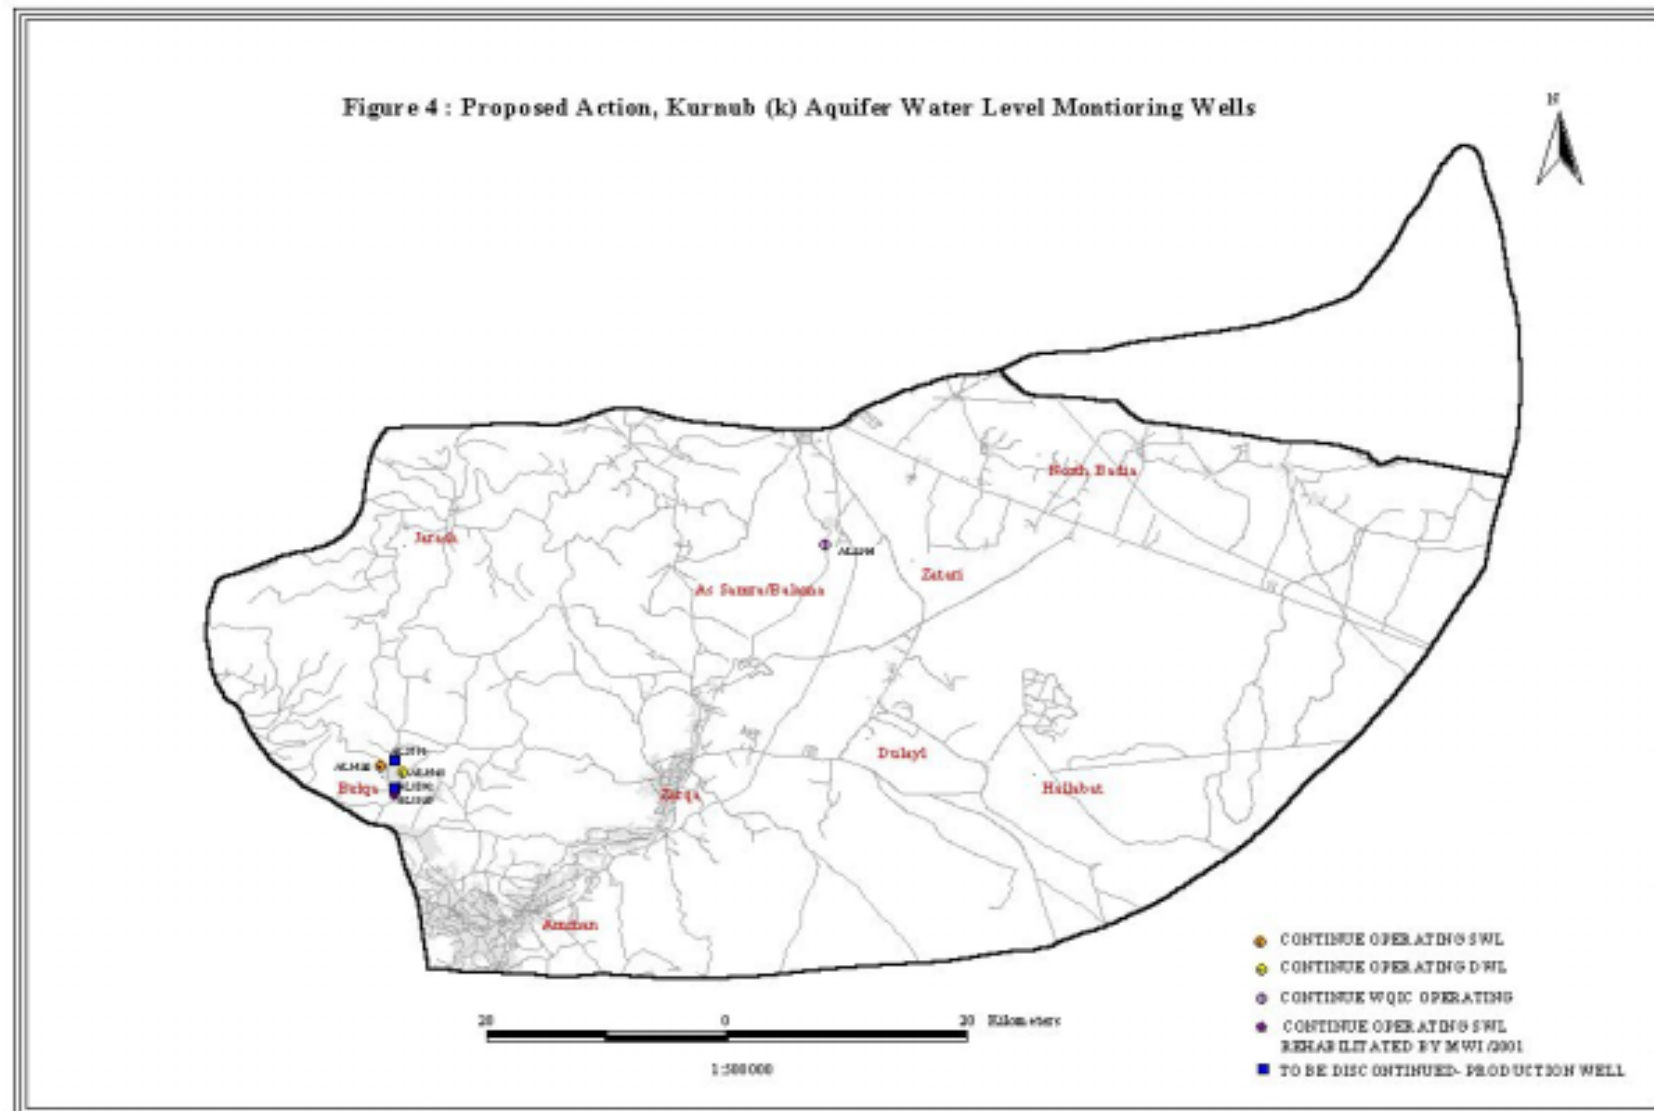 Figure 4 : Proposed Action, Kurnub (k) Aquifer Water Level Montioring Wells
N
North Badia
Jarash
As Samra/Balama
Zatari
Dulayl
Hallabat
Balqa
Zarqa
Amman
20 0 20 Kilometers
1:500000
CONTINUE OPERATING SWL
CONTINUE OPERATING DWL
CONTINUE WQIC OPERATING
CONTINUE OPERATING SWL
REHABILITATED BY MWI /2001
TO BE DISCONTINUED- PRODUCTION WELL